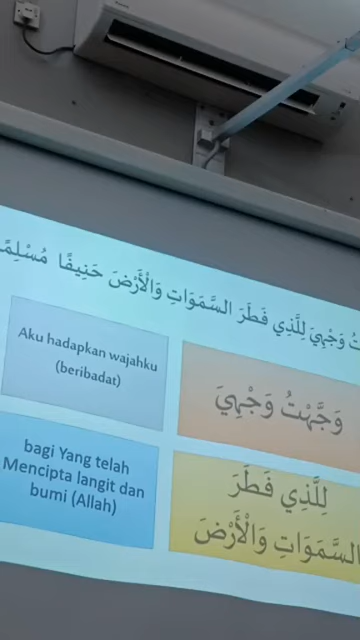 وَجْهِيَ لِلَّذِي فَطَرَ السَّمَوَاتِ وَالْأَرْضَ حَنِيفًا
وَجَّهْتُ وَجْهِيَ
Aku hadapkan wajahku
(beribadat)
لِلَّذِي فَطَرَ
السَّمَوَاتِ وَالْأَرْضَ
bagi Yang telah
Mencipta langit dan
bumi (Allah)